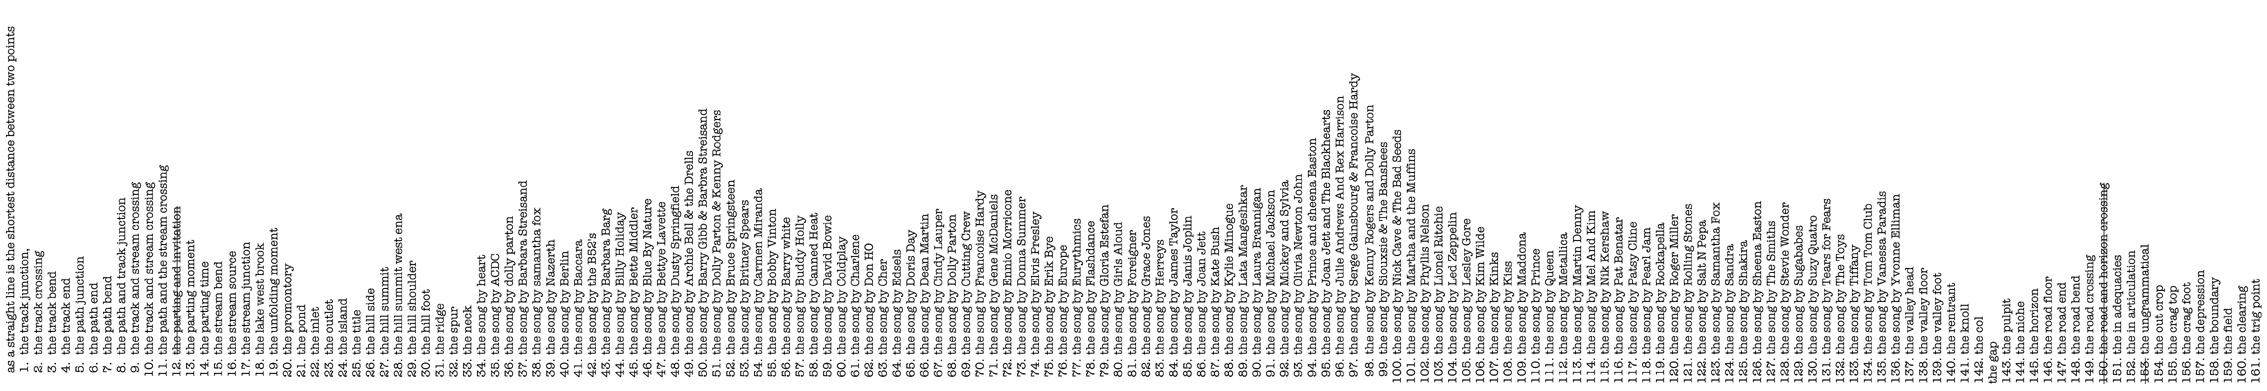 as a straight line is the shortest distance between two points
1. the track junction,
2. the track crossing
3. the track bend
4. the track end
5. the path junction
6. the path end
7. the path bend
8. the path and track junction
9. the track and stream crossing
10. the track and stream crossing
11. the path and the stream crossing
12. the parting and invitation
13. the parting moment
14. the parting time
15. the stream bend
16. the stream source
17. the stream junction
18. the lake west brook
19. the unfolding moment
20. the promontory
21. the pond
22. the inlet
23. the outlet
24. the island
25. the title
26. the hill side
27. the hill summit
28. the hill summit west ena
29. the hill shoulder
30. the hill foot
31. the ridge
32. the spur
33. the neck
34. the song by heart
35. the song by ACDC
36. the song by dolly parton
37. the song by Barbara Streisand
38. the song by samantha fox
39. the song by Nazerth
40. the song by Berlin
41. the song by Baccara
42. the song by the B52's
43. the song by Barbara Barg
44. the song by Billy Holiday
45. the song by Bette Middler
46. the song by Blue By Nature
47. the song by Bettye Lavette
48. the song by Dusty Springfield
49. the song by Archie Bell & the Drells
50. the song by Barry Gibb & Barbra Streisand
51. the song by Dolly Parton & Kenny Rodgers
52. the song by Bruce Springsteen
53. the song by Britney Spears
54. the song by Carmen Miranda
55. the song by Bobby Vinton
56. the song by Barry white
57. the song by Buddy Holly
58. the song by Canned Heat
59. the song by David Bowie
60. the song by Coldplay
61. the song by Charlene
62. the song by Don HO
63. the song by Cher
64. the song by Edsels
65. the song by Doris Day
66. the song by Dean Martin
67. the song by Cindy Lauper
68. the song by Dolly Parton
69. the song by Cutting Crew
70. the song by Francoise Hardy
71. the song by Gene McDaniels
72. the song by Ennio Morricone
73. the song by Donna Summer
74. the song by Elvis Presley
75. the song by Erik Bye
76. the song by Europe
77. the song by Eurythmics
78. the song by Flashdance
79. the song by Gloria Estefan
80. the song by Girls Aloud
81. the song by Foreigner
82. the song by Grace Jones
83. the song by Herreys
84. the song by James Taylor
85. the song by Janis Joplin
86. the song by Joan Jett
87. the song by Kate Bush
88. the song by Kylie Minogue
89. the song by Lata Mangeshkar
90. the song by Laura Brannigan
91. the song by Michael Jackson
92. the song by Mickey and Sylvia
93. the song by Olivia Newton John
94. the song by Prince and sheena Easton
95. the song by Joan Jett and The Blackhearts
96. the song by Julie Andrews And Rex Harrison
97. the song by Serge Gainsbourg & Francoise Hardy
98. the song by Kenny Rogers and Dolly Parton
99. the song by Siouxsie & The Banshees
100. the song by Nick Cave & The Bad Seeds
101. the song by Martha and the Muffins
102. the song by Phyllis Nelson
103. the song by Lionel Ritchie
104. the song by Led Zeppelin
105. the song by Lesley Gore
106. the song by Kim Wilde
107. the song by Kinks
108. the song by Kiss
109. the song by Maddona
110. the song by Prince
111. the song by Queen
112. the song by Metallica
113. the song by Martin Denny
114. the song by Mel And Kim
115. the song by Nik Kershaw
116. the song by Pat Benatar
117. the song by Patsy Cline
118. the song by Pearl Jam
119. the song by Rockapella
120. the song by Roger Miller
121. the song by Rolling Stones
122. the song by Salt N Pepa
123. the song by Samantha Fox
124. the song by Sandra
125. the song by Shakira
126. the song by Sheena Easton
127. the song by The Smiths
128. the song by Stevie Wonder
129. the song by Sugababes
130. the song by Suzy Quatro
131. the song by Tears for Fears
132. the song by The Toys
133. the song by Tiffany
134. the song by Tom Tom Club
135. the song by Vanessa Paradis
136. the song by Yvonne Elliman
137. the valley head
138. the valley floor
139. the valley foot
140. the rentrant
141. the knoll
142. the col
the gap
143. the pulpit
144. the niche
145. the horizon
146. the road floor
147. the road end
148. the road bend
149. the road crossing
150. the road and horizon crossing
151. the in adequacies
152. the in articulation
153. the ungrammatical
154. the out crop
155. the crag top
156. the crag foot
157. the depression
158. the boundary
159. the field
160. the clearing
161. the trig point